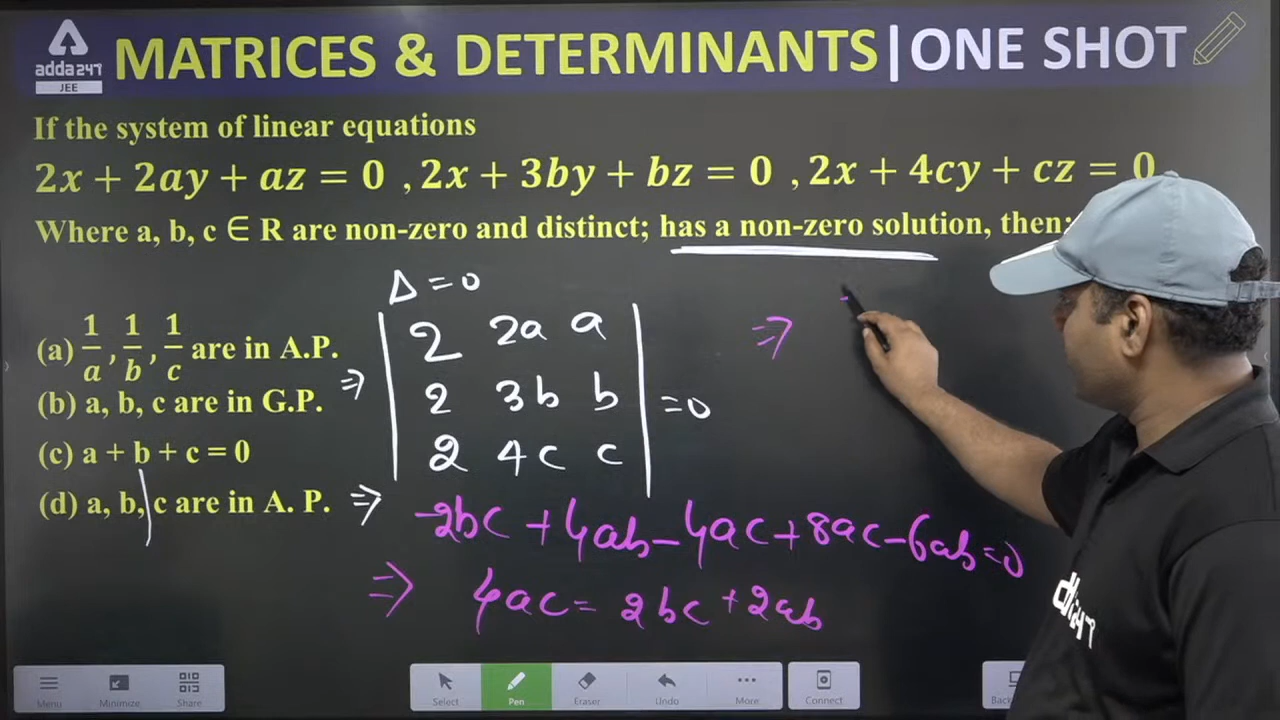 adda247
JEE
MATRICES & DETERMINANTS | ONE SHOT
If the system of linear equations
2x + 2ay + az = 0 , 2x + 3by + bz = 0 , 2x + 4cy + cz = 0
Where a, b, c ∈ R are non-zero and distinct; has a non-zero solution, then:
Δ = 0
(a) 1/a, 1/b, 1/c are in A.P.
(b) a, b, c are in G.P.
(c) a + b + c = 0
(d) a, b, c are in A. P.
⇒ | 2 2a a |
| 2 3b b | = 0
| 2 4c c |
⇒
⇒ -2bc + 4ab - 4ac + 8ac - 6ab = 0
⇒ 4ac = 2bc + 2ab
Menu Minimize Share Select Pen Eraser Undo More Connect